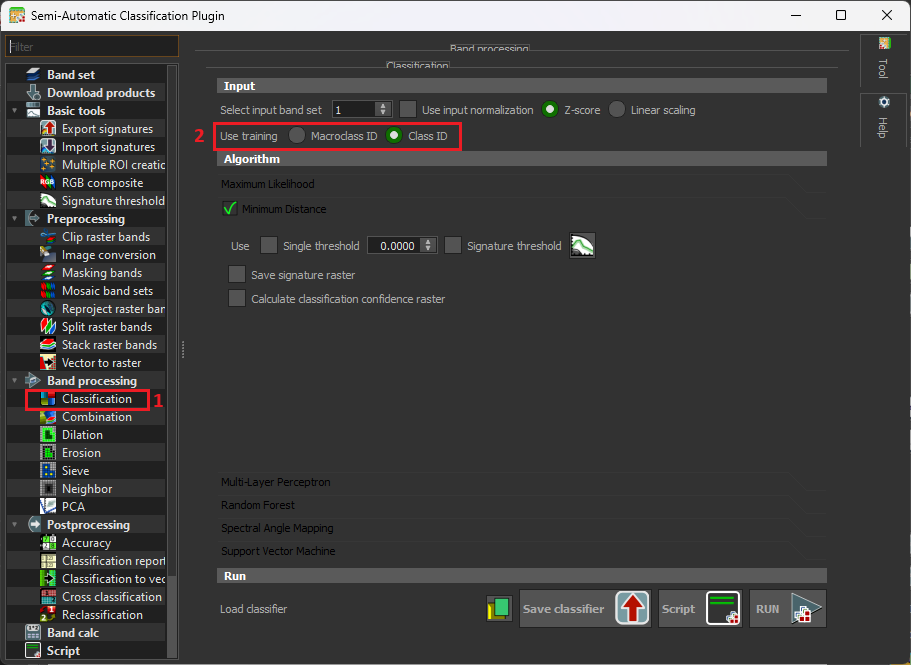 Semi-Automatic Classification Plugin
Filter
Band set
Download products
Basic tools
Export signatures
Import signatures
Multiple ROI creatic
RGB composite
Signature threshold
Preprocessing
Clip raster bands
Image conversion
Masking bands
Mosaic band sets
Reproject raster bar
Split raster bands
Stack raster bands
Vector to raster
Band processing
Classification 1
Combination
Dilation
Erosion
Sieve
Neighbor
PCA
Postprocessing
Accuracy
Classification report
Classification to vec
Cross classification
Reclassification
Band calc
Script
Band processing
Classification
Input
Select input band set 1 Use input normalization Z-score Linear scaling
2 Use training Macroclass ID Class ID
Algorithm
Maximum Likelihood
Minimum Distance
Use Single threshold 0.0000 Signature threshold
Save signature raster
Calculate classification confidence raster
Multi-Layer Perceptron
Random Forest
Spectral Angle Mapping
Support Vector Machine
Run
Load classifier Save classifier Script RUN
Tool
Help